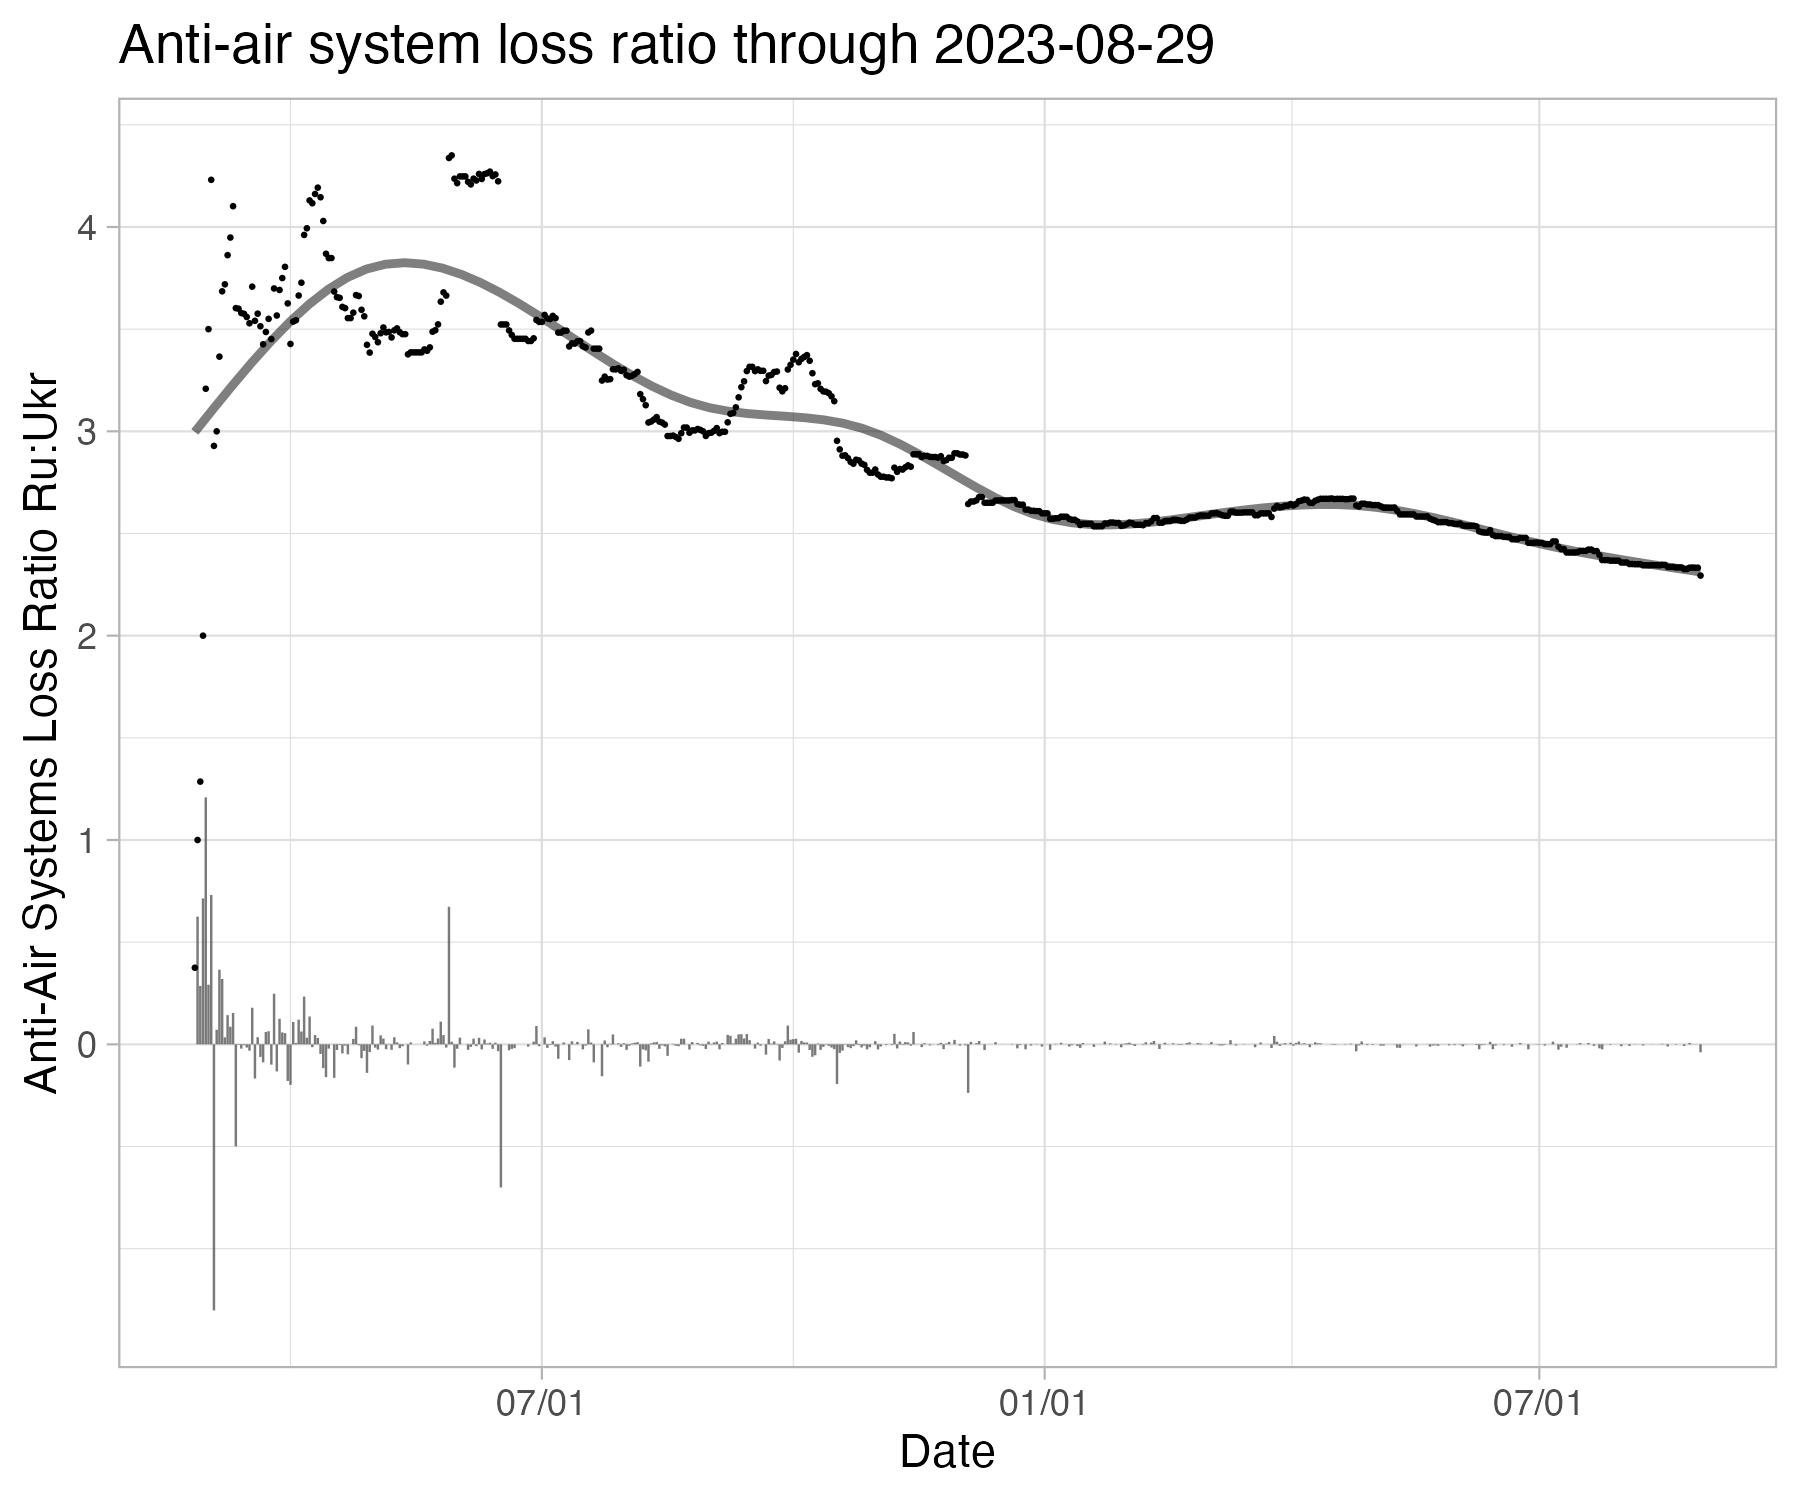 Anti-air system loss ratio through 2023-08-29
Anti-Air Systems Loss Ratio Ru:Ukr
4
3
2
1
0
07/01
01/01
07/01
Date